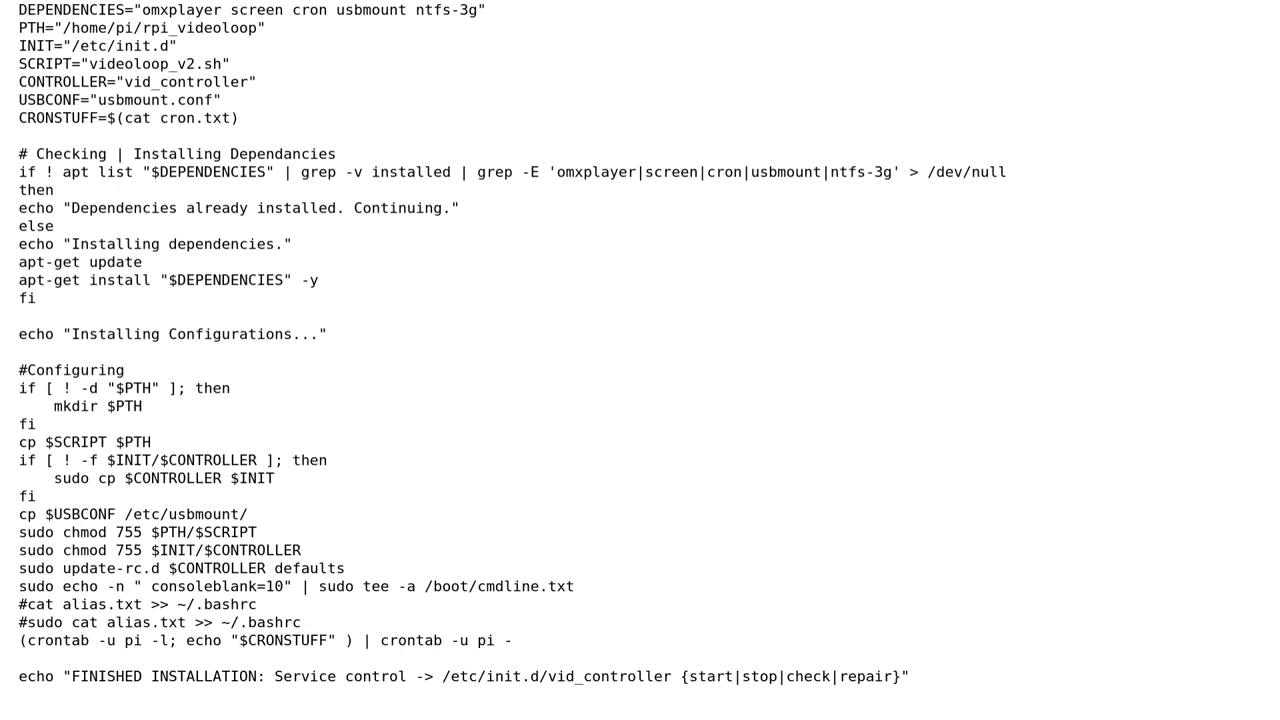 DEPENDENCIES="omxplayer screen cron usbmount ntfs-3g"
PTH="/home/pi/rpi_videoloop"
INIT="/etc/init.d"
SCRIPT="videoloop_v2.sh"
CONTROLLER="vid_controller"
USBCONF="usbmount.conf"
CRONSTUFF=$(cat cron.txt)

# Checking | Installing Dependancies
if ! apt list "$DEPENDENCIES" | grep -v installed | grep -E 'omxplayer|screen|cron|usbmount|ntfs-3g' > /dev/null
then
echo "Dependencies already installed. Continuing."
else
echo "Installing dependencies."
apt-get update
apt-get install "$DEPENDENCIES" -y
fi

echo "Installing Configurations..."

#Configuring
if [ ! -d "$PTH" ]; then
    mkdir $PTH
fi
cp $SCRIPT $PTH
if [ ! -f $INIT/$CONTROLLER ]; then
    sudo cp $CONTROLLER $INIT
fi
cp $USBCONF /etc/usbmount/
sudo chmod 755 $PTH/$SCRIPT
sudo chmod 755 $INIT/$CONTROLLER
sudo update-rc.d $CONTROLLER defaults
sudo echo -n " consoleblank=10" | sudo tee -a /boot/cmdline.txt
#cat alias.txt >> ~/.bashrc
#sudo cat alias.txt >> ~/.bashrc
(crontab -u pi -l; echo "$CRONSTUFF" ) | crontab -u pi -

echo "FINISHED INSTALLATION: Service control -> /etc/init.d/vid_controller {start|stop|check|repair}"